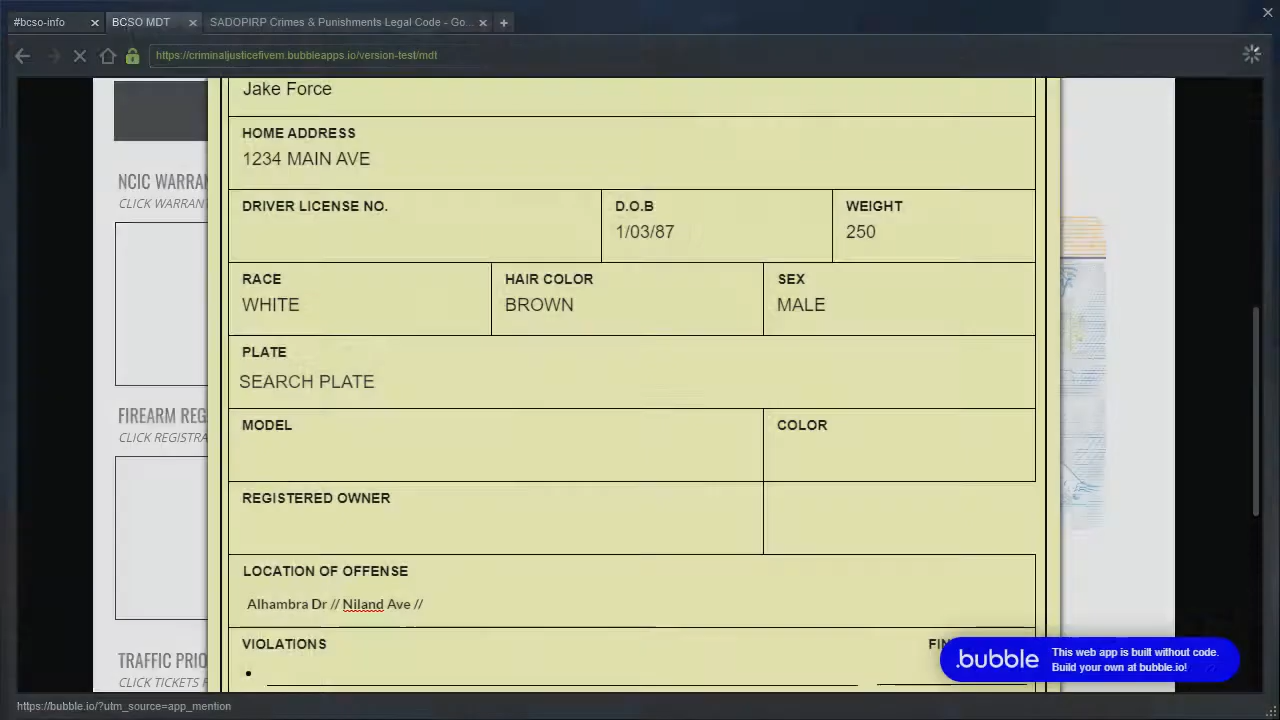 #bcso-info
BCSO MDT
SADOPIRP Crimes & Punishments Legal Code - Go...
https://criminaljusticefivem.bubbleapps.io/version-test/mdt
Jake Force
HOME ADDRESS
1234 MAIN AVE
NCIC WARRAN
CLICK WARRANT
DRIVER LICENSE NO.
D.O.B
WEIGHT
1/03/87
250
RACE
HAIR COLOR
SEX
WHITE
BROWN
MALE
PLATE
SEARCH PLATE
FIREARM REG
CLICK REGISTRA
MODEL
COLOR
REGISTERED OWNER
LOCATION OF OFFENSE
Alhambra Dr // Niland Ave //
VIOLATIONS
FIN
TRAFFIC PRIO
CLICK TICKETS F
.bubble
This web app is built without code.
Build your own at bubble.io!
https://bubble.io/?utm_source=app_mention